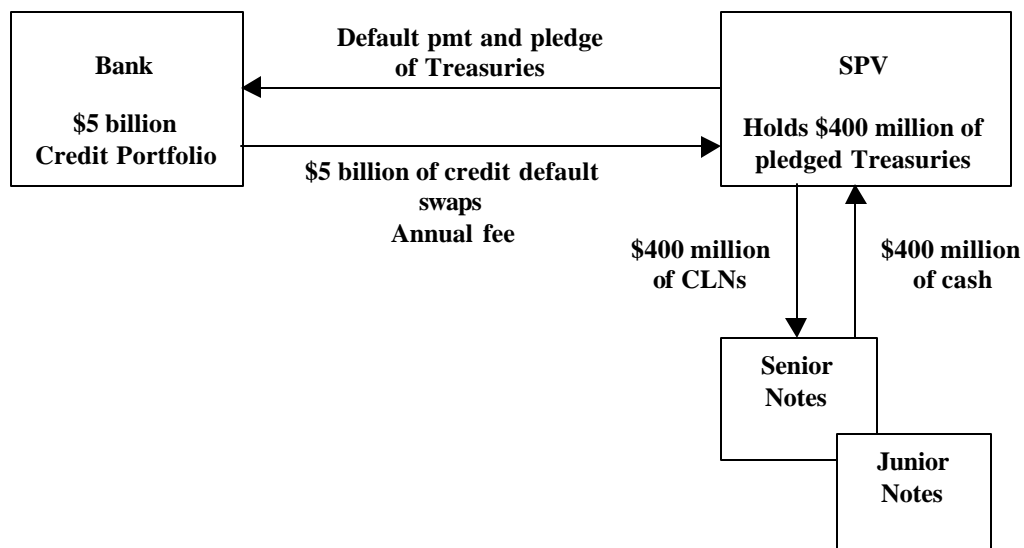 Bank
$5 billion
Credit Portfolio
Default pmt and pledge
of Treasuries
$5 billion of credit default
swaps
Annual fee
SPV
Holds $400 million of
pledged Treasuries
$400 million
of CLNs
$400 million
of cash
Senior
Notes
Junior
Notes